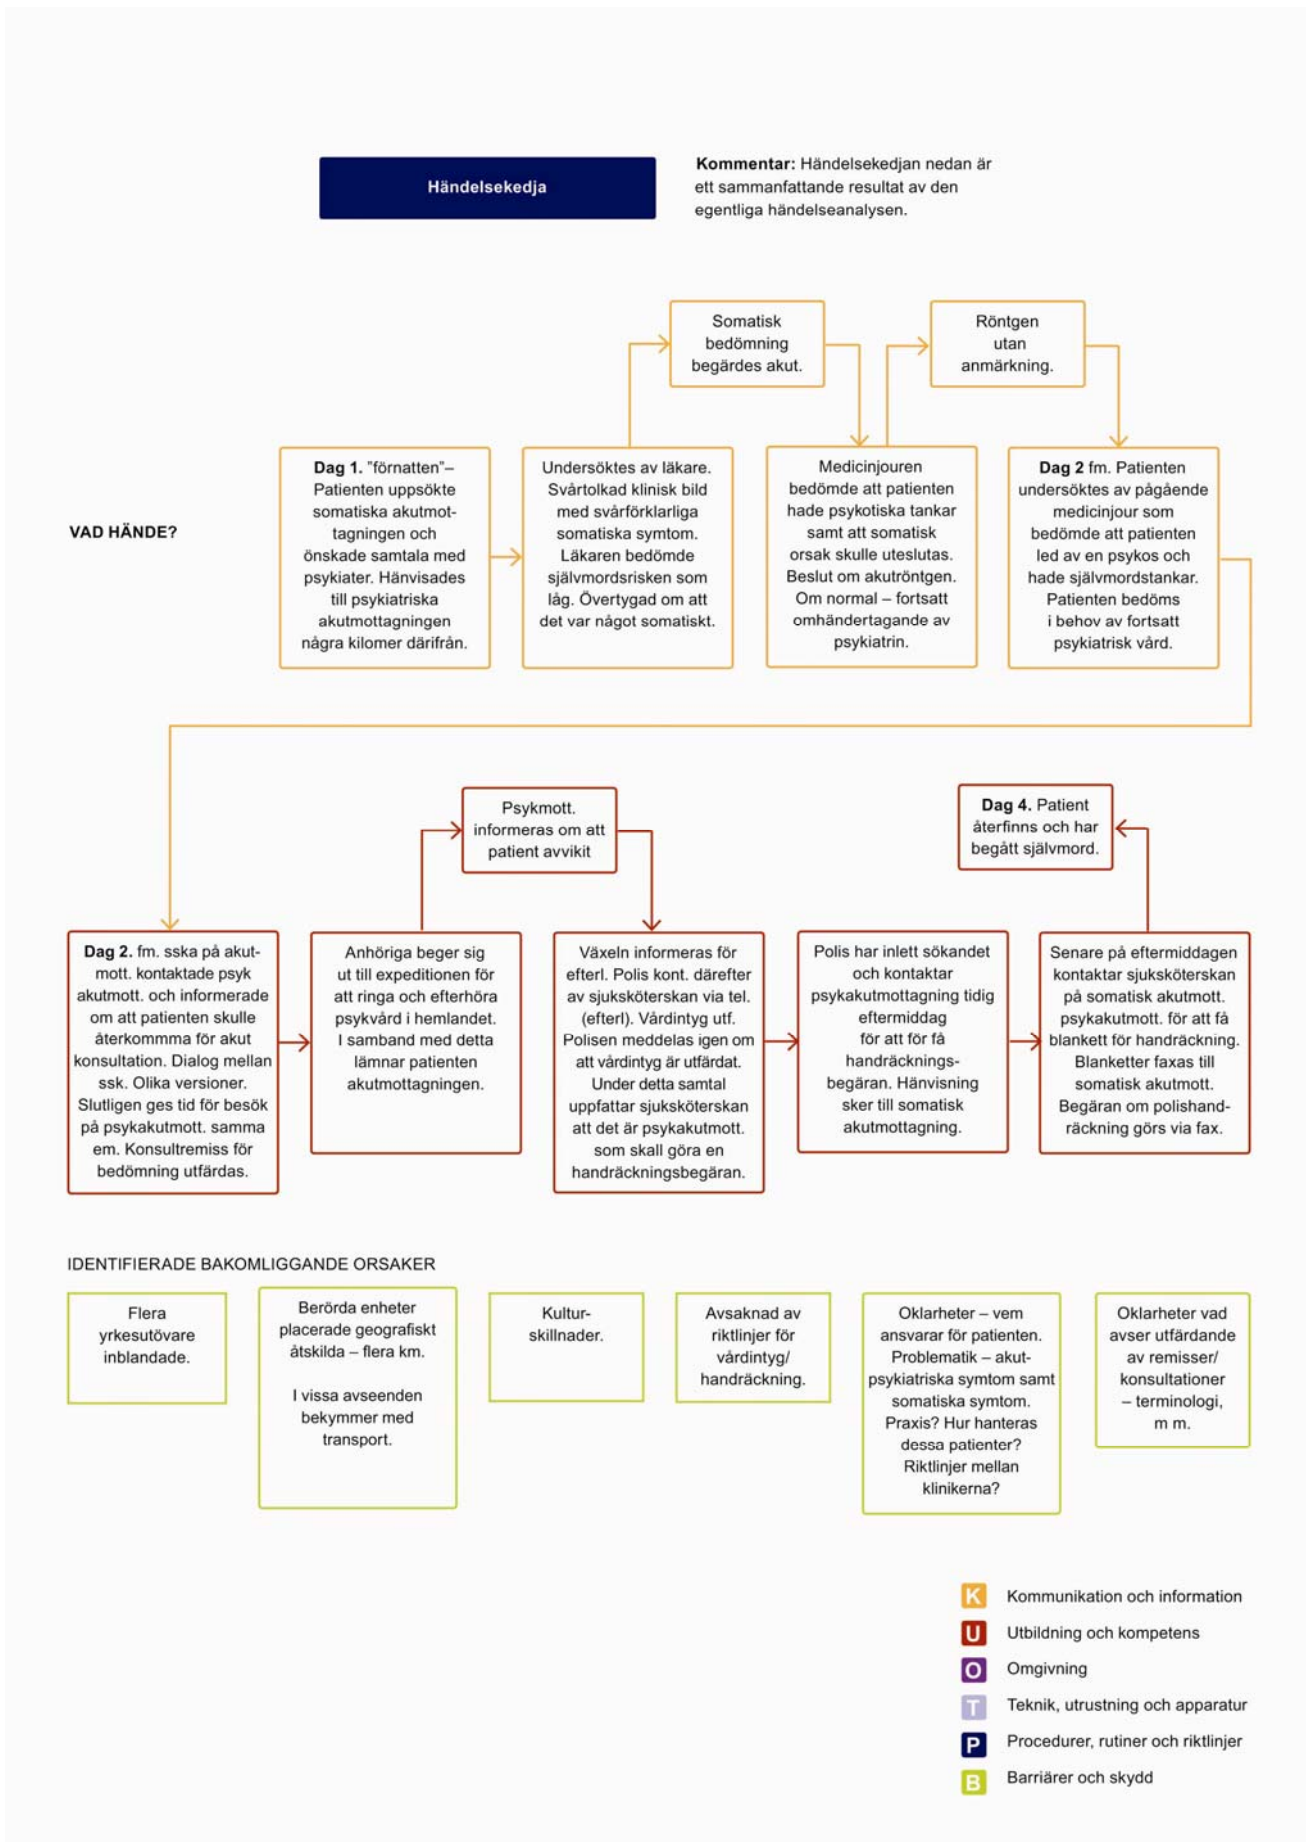 Händelsekedja
Kommentar: Händelsekedjan nedan är
ett sammanfattande resultat av den
egentliga händelseanalysen.
VAD HÄNDE?
Dag 1. "förnatten"–
Patienten uppsökte
somatiska akutmot-
tagningen och
önskade samtala med
psykiater. Hänvisades
till psykiatriska
akutmottagningen
några kilomer därifrån.
Undersöktes av läkare.
Svårtolkad klinisk bild
med svårförklarliga
somatiska symtom.
Läkaren bedömde
självmordsrisken som
låg. Övertygad om att
det var något somatiskt.
Somatisk
bedömning
begärdes akut.
Medicinjouren
bedömde att patienten
hade psykotiska tankar
samt att somatisk
orsak skulle uteslutas.
Beslut om akutröntgen.
Om normal – fortsatt
omhändertagande av
psykiatrin.
Röntgen
utan
anmärkning.
Dag 2 fm. Patienten
undersöktes av pågående
medicinjour som
bedömde att patienten
led av en psykos och
hade självmordstankar.
Patienten bedöms
i behov av fortsatt
psykiatrisk vård.
Dag 2. fm. sska på akut-
mott. kontaktade psyk
akutmott. och informerade
om att patienten skulle
återkommma för akut
konsultation. Dialog mellan
ssk. Olika versioner.
Slutligen ges tid för besök
på psykakutmott. samma
em. Konsultremiss för
bedömning utfärdas.
Anhöriga beger sig
ut till expeditionen för
att ringa och efterhöra
psykvård i hemlandet.
I samband med detta
lämnar patienten
akutmottagningen.
Psykmott.
informeras om att
patient avvikit
Växeln informeras för
efterl. Polis kont. därefter
av sjuksköterskan via tel.
(efterl). Vårdintyg utf.
Polisen meddelas igen om
att vårdintyg är utfärdat.
Under detta samtal
uppfattar sjuksköterskan
att det är psykakutmott.
som skall göra en
handräckningsbegäran.
Polis har inlett sökandet
och kontaktar
psykakutmottagning tidig
eftermiddag
för att för få
handräcknings-
begäran. Hänvisning
sker till somatisk
akutmottagning.
Senare på eftermiddagen
kontaktar sjuksköterskan
på somatisk akutmott.
psykakutmott. för att få
blankett för handräckning.
Blanketter faxas till
somatisk akutmott.
Begäran om polishand-
räckning görs via fax.
Dag 4. Patient
återfinns och har
begått självmord.
IDENTIFIERADE BAKOMLIGGANDE ORSAKER
Flera
yrkesutövare
inblandade.
Berörda enheter
placerade geografiskt
åtskilda – flera km.
I vissa avseenden
bekymmer med
transport.
Kultur-
skillnader.
Avsaknad av
riktlinjer för
vårdintyg/
handräckning.
Oklarheter – vem
ansvarar för patienten.
Problematik – akut-
psykiatriska symtom samt
somatiska symtom.
Praxis? Hur hanteras
dessa patienter?
Riktlinjer mellan
klinikerna?
Oklarheter vad
avser utfärdande
av remisser/
konsultationer
– terminologi,
m m.
K Kommunikation och information
U Utbildning och kompetens
O Omgivning
T Teknik, utrustning och apparatur
P Procedurer, rutiner och riktlinjer
B Barriärer och skydd